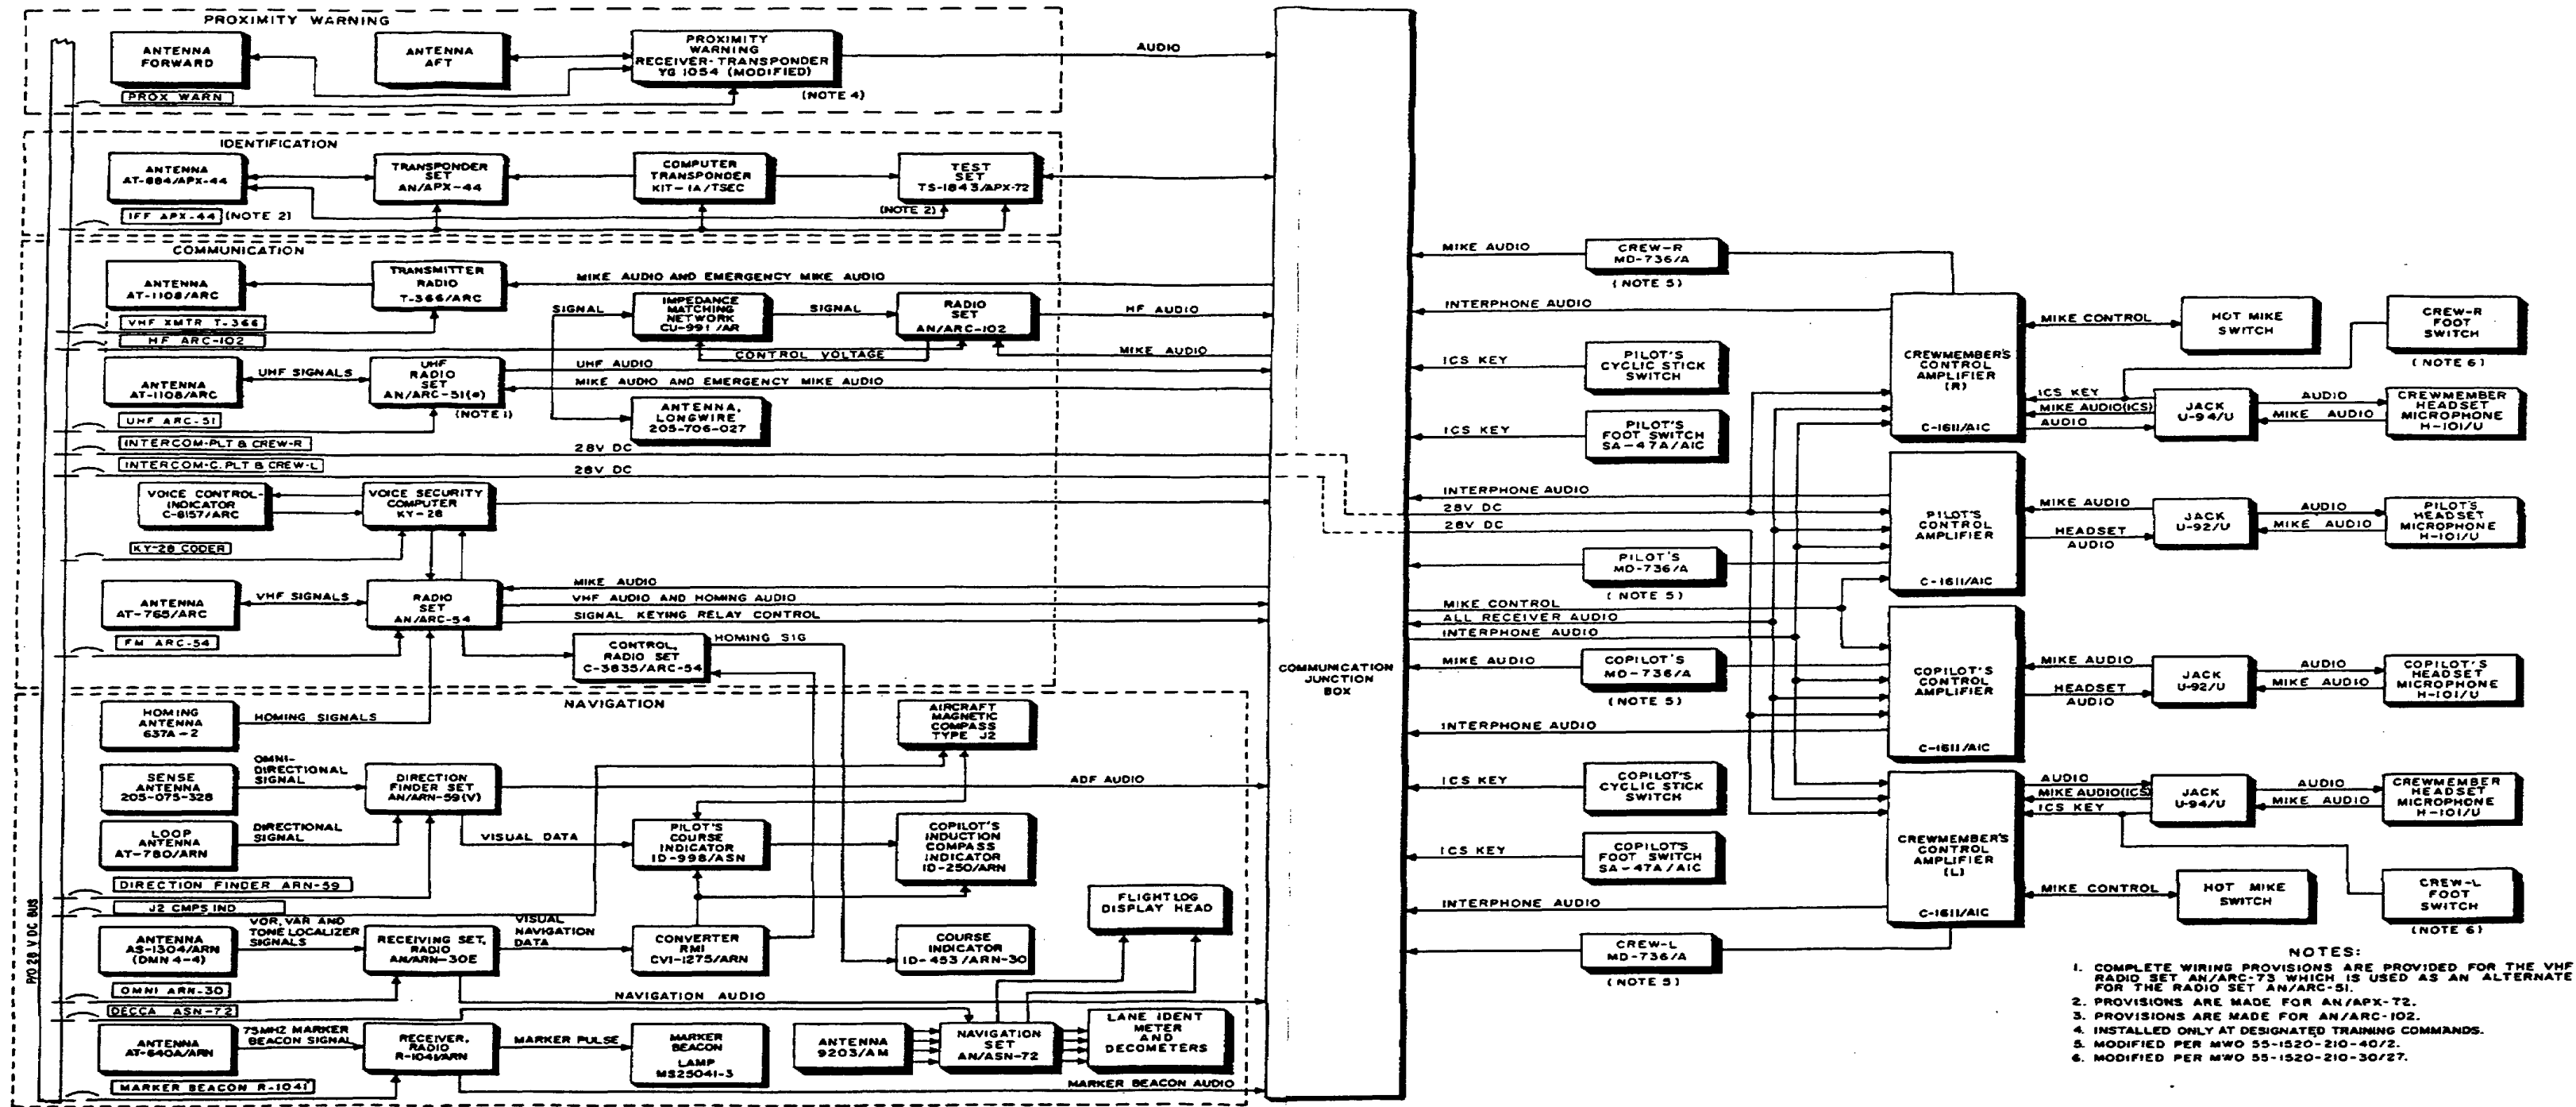 PROXIMITY WARNING
ANTENNA
FORWARD
ANTENNA
AFT
PROXIMITY
WARNING
RECEIVER-TRANSPONDER
YG 1054 (MODIFIED)
(NOTE 4)
AUDIO
PROX WARN
IDENTIFICATION
ANTENNA
AT-884/APX-44
TRANSPONDER
SET
AN/APX-44
COMPUTER
TRANSPONDER
KIT-1A/TSEC
TEST
SET
TS-1843/APX-72
IFF APX-44 (NOTE 2)
(NOTE 2)
COMMUNICATION
ANTENNA
AT-1108/ARC
TRANSMITTER
RADIO
T-366/ARC
MIKE AUDIO AND EMERGENCY MIKE AUDIO
VHF XMTR T-366
HF ARC-102
SIGNAL
IMPEDANCE
MATCHING
NETWORK
CU-991/AR
SIGNAL
RADIO
SET
AN/ARC-102
HF AUDIO
CONTROL VOLTAGE
MIKE AUDIO
ANTENNA
AT-1108/ARC
UHF SIGNALS
UHF
RADIO
SET
AN/ARC-51(*)
(NOTE 1)
UHF AUDIO
MIKE AUDIO AND EMERGENCY MIKE AUDIO
ANTENNA,
LONGWIRE
205-706-027
UHF ARC-51
INTERCOM-PLT & CREW-R
28V DC
INTERCOM-C.PLT & CREW-L
28V DC
VOICE CONTROL-
INDICATOR
C-8157/ARC
VOICE SECURITY
COMPUTER
KY-28
KY-28 CODER
ANTENNA
AT-765/ARC
VHF SIGNALS
RADIO
SET
AN/ARC-54
MIKE AUDIO
VHF AUDIO AND HOMING AUDIO
SIGNAL KEYING RELAY CONTROL
FM ARC-54
CONTROL,
RADIO SET
C-3835/ARC-54
HOMING SIG
NAVIGATION
HOMING
ANTENNA
637A-2
HOMING SIGNALS
AIRCRAFT
MAGNETIC
COMPASS
TYPE J2
SENSE
ANTENNA
205-075-328
OMNI-
DIRECTIONAL
SIGNAL
DIRECTION
FINDER SET
AN/ARN-59(V)
ADF AUDIO
LOOP
ANTENNA
AT-780/ARN
DIRECTIONAL
SIGNAL
VISUAL DATA
PILOT'S
COURSE
INDICATOR
ID-998/ASN
COPILOT'S
INDUCTION
COMPASS
INDICATOR
ID-250/ARN
DIRECTION FINDER ARN-59
J2 CMPS IND
FLIGHTLOG
DISPLAY HEAD
ANTENNA
AS-1304/ARN
(DMN 4-4)
VOR, VAR AND
TONE LOCALIZER
SIGNALS
RECEIVING SET,
RADIO
AN/ARN-30E
VISUAL
NAVIGATION
DATA
CONVERTER
RMI
CV1-1275/ARN
COURSE
INDICATOR
ID-453/ARN-30
OMNI ARN-30
NAVIGATION AUDIO
DECCA ASN-72
ANTENNA
AT-640A/ARN
75MHZ MARKER
BEACON SIGNAL
RECEIVER,
RADIO
R-1041/ARN
MARKER PULSE
MARKER
BEACON
LAMP
MS25041-3
ANTENNA
9203/AM
NAVIGATION
SET
AN/ASN-72
LANE IDENT
METER
AND
DECOMETERS
MARKER BEACON R-1041
MARKER BEACON AUDIO
P/O 28 V DC BUS
COMMUNICATION
JUNCTION
BOX
MIKE AUDIO
CREW-R
MD-736/A
(NOTE 5)
INTERPHONE AUDIO
ICS KEY
PILOT'S
CYCLIC STICK
SWITCH
ICS KEY
PILOT'S
FOOT SWITCH
SA-47A/AIC
INTERPHONE AUDIO
28V DC
28V DC
PILOT'S
MD-736/A
(NOTE 5)
MIKE CONTROL
ALL RECEIVER AUDIO
INTERPHONE AUDIO
MIKE AUDIO
COPILOT'S
MD-736/A
(NOTE 5)
INTERPHONE AUDIO
ICS KEY
COPILOT'S
CYCLIC STICK
SWITCH
ICS KEY
COPILOT'S
FOOT SWITCH
SA-47A/AIC
INTERPHONE AUDIO
CREW-L
MD-736/A
(NOTE 5)
CREWMEMBER'S
CONTROL
AMPLIFIER
(R)
C-1611/AIC
MIKE CONTROL
HOT MIKE
SWITCH
CREW-R
FOOT
SWITCH
(NOTE 6)
ICS KEY
MIKE AUDIO(ICS)
AUDIO
JACK
U-94/U
AUDIO
MIKE AUDIO
CREWMEMBER
HEADSET
MICROPHONE
H-101/U
PILOT'S
CONTROL
AMPLIFIER
C-1611/AIC
MIKE AUDIO
HEADSET
AUDIO
JACK
U-92/U
AUDIO
MIKE AUDIO
PILOT'S
HEADSET
MICROPHONE
H-101/U
COPILOT'S
CONTROL
AMPLIFIER
C-1611/AIC
MIKE AUDIO
HEADSET
AUDIO
JACK
U-92/U
AUDIO
MIKE AUDIO
COPILOT'S
HEADSET
MICROPHONE
H-101/U
CREWMEMBER'S
CONTROL
AMPLIFIER
(L)
C-1611/AIC
AUDIO
MIKE AUDIO(ICS)
ICS KEY
JACK
U-94/U
AUDIO
MIKE AUDIO
CREWMEMBER
HEADSET
MICROPHONE
H-101/U
MIKE CONTROL
HOT MIKE
SWITCH
CREW-L
FOOT
SWITCH
(NOTE 6)
NOTES:
1. COMPLETE WIRING PROVISIONS ARE PROVIDED FOR THE VHF
RADIO SET AN/ARC-73 WHICH IS USED AS AN ALTERNATE
FOR THE RADIO SET AN/ARC-51.
2. PROVISIONS ARE MADE FOR AN/APX-72.
3. PROVISIONS ARE MADE FOR AN/ARC-102.
4. INSTALLED ONLY AT DESIGNATED TRAINING COMMANDS.
5. MODIFIED PER MWO 55-1520-210-40/2.
6. MODIFIED PER MWO 55-1520-210-30/27.